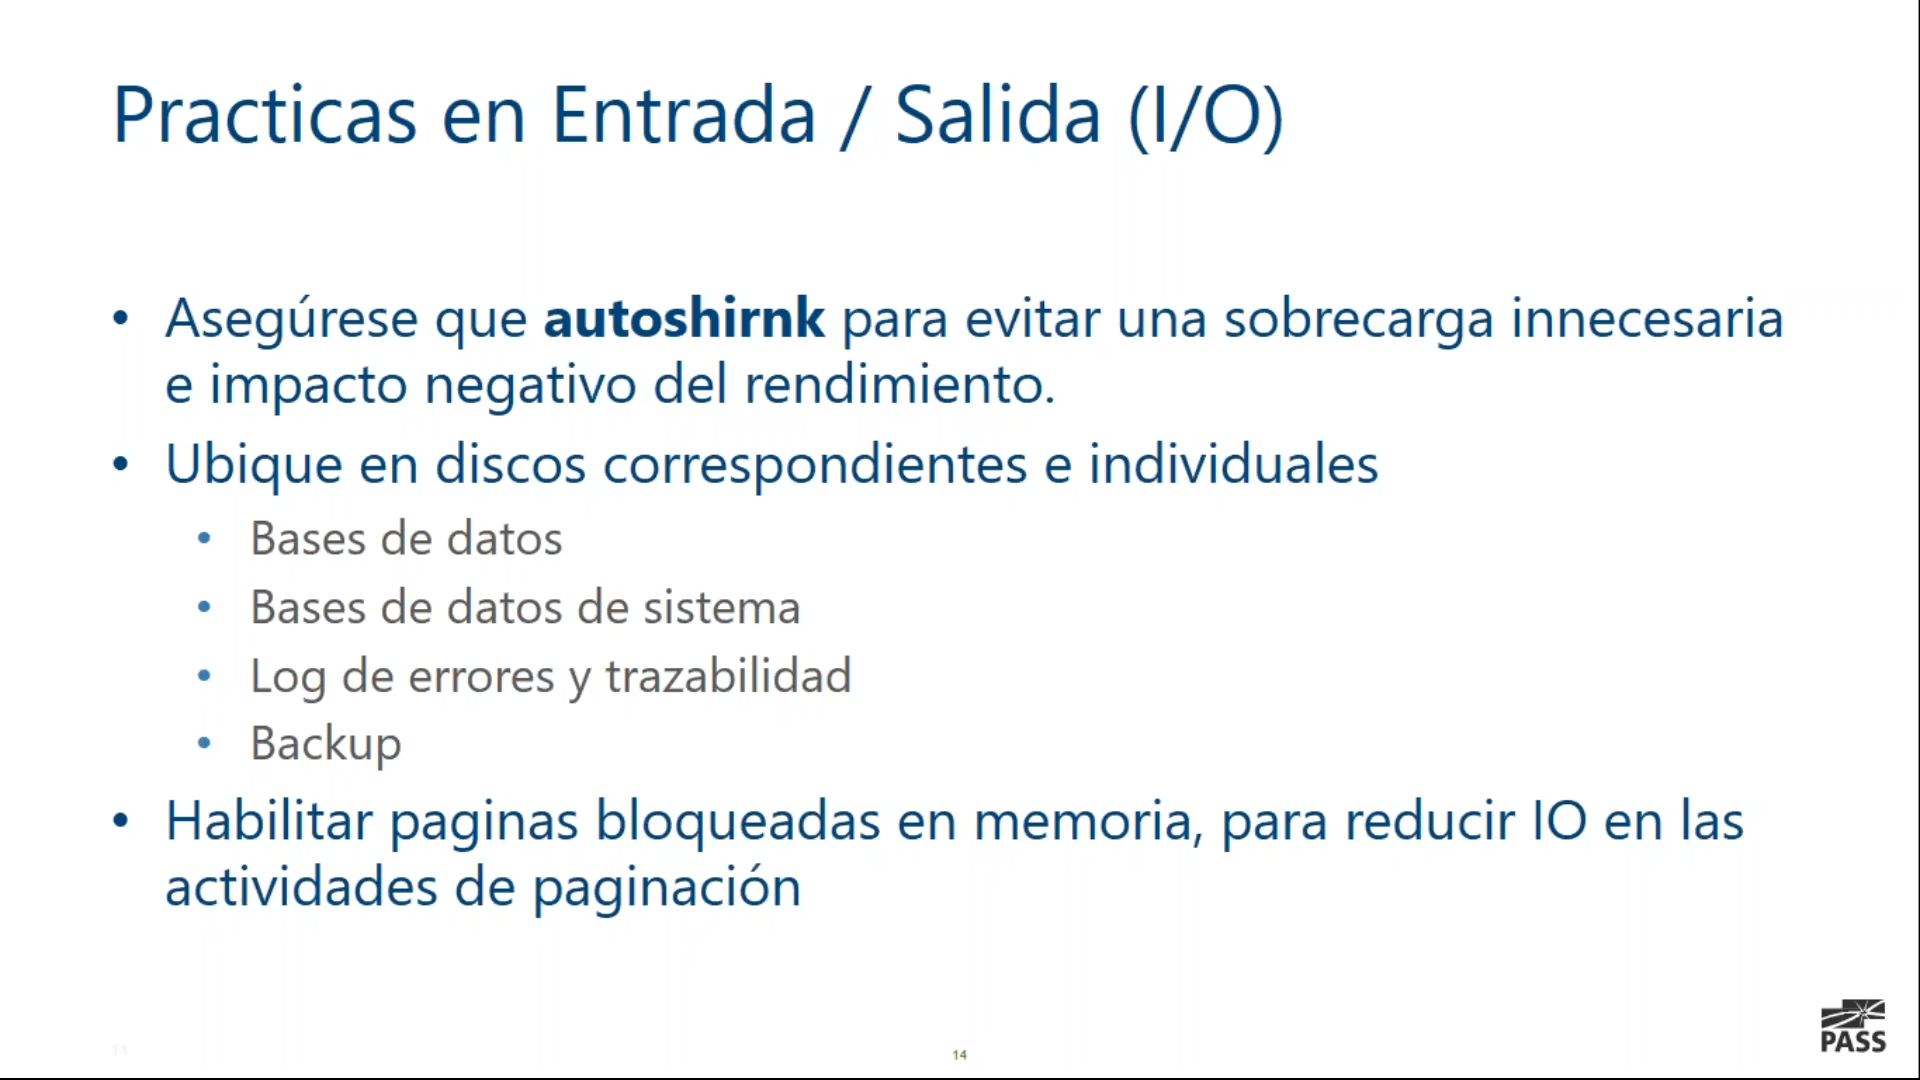 Practicas en Entrada / Salida (I/O)
• Asegúrese que autoshirnk para evitar una sobrecarga innecesaria
e impacto negativo del rendimiento.
• Ubique en discos correspondientes e individuales
• Bases de datos
• Bases de datos de sistema
• Log de errores y trazabilidad
• Backup
• Habilitar paginas bloqueadas en memoria, para reducir IO en las
actividades de paginación
14
14
PASS